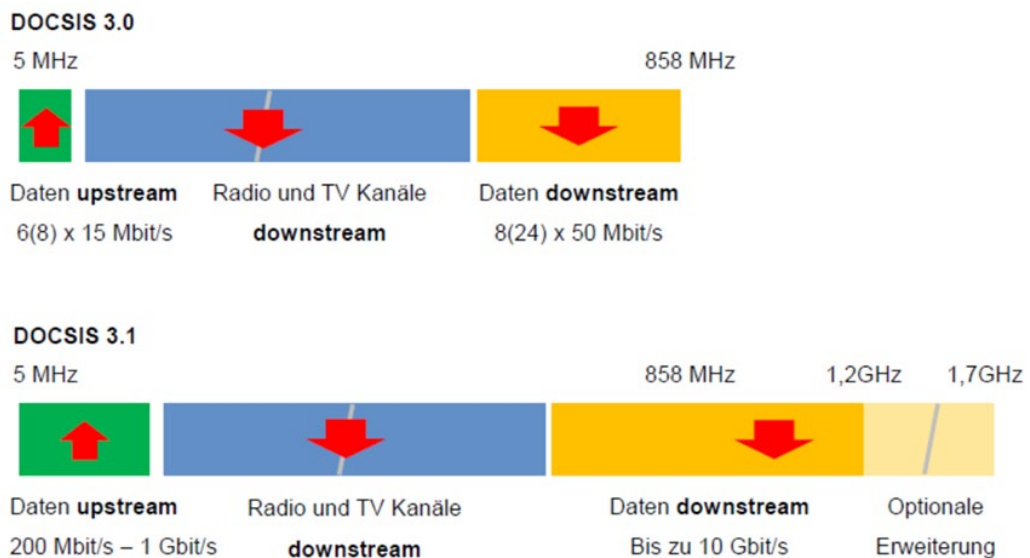 DOCSIS 3.0
5 MHz 858 MHz
Daten upstream Radio und TV Kanäle Daten downstream
6(8) x 15 Mbit/s downstream 8(24) x 50 Mbit/s
DOCSIS 3.1
5 MHz 858 MHz 1,2GHz 1,7GHz
Daten upstream Radio und TV Kanäle Daten downstream Optionale
200 Mbit/s – 1 Gbit/s downstream Bis zu 10 Gbit/s Erweiterung